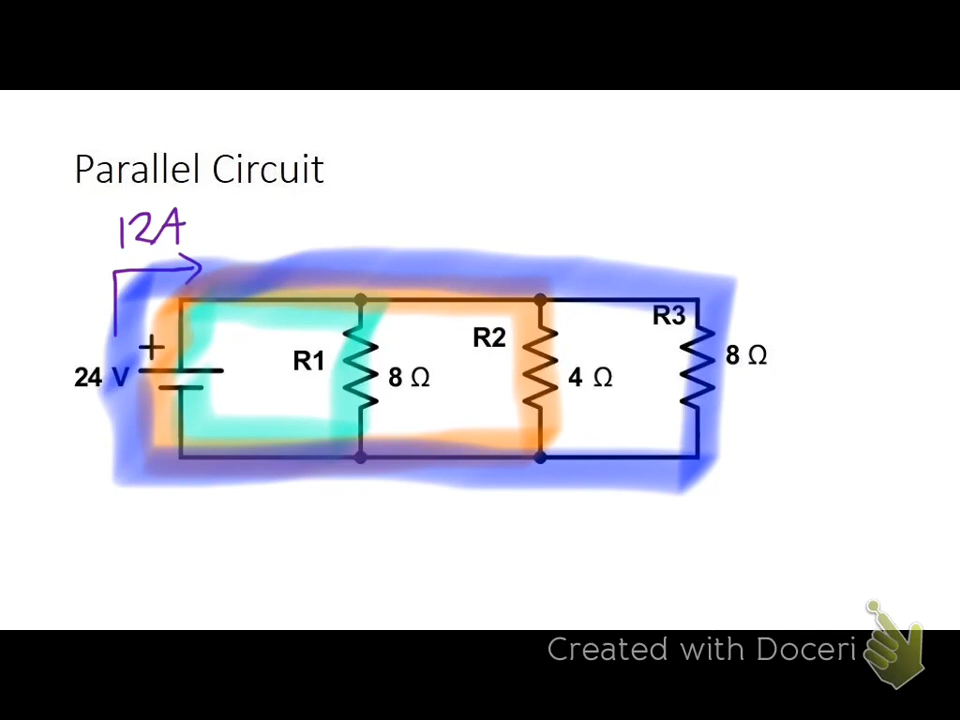 Parallel Circuit
12A
+
24 V
R1
8 Ω
R2
4 Ω
R3
8 Ω
Created with Doceri